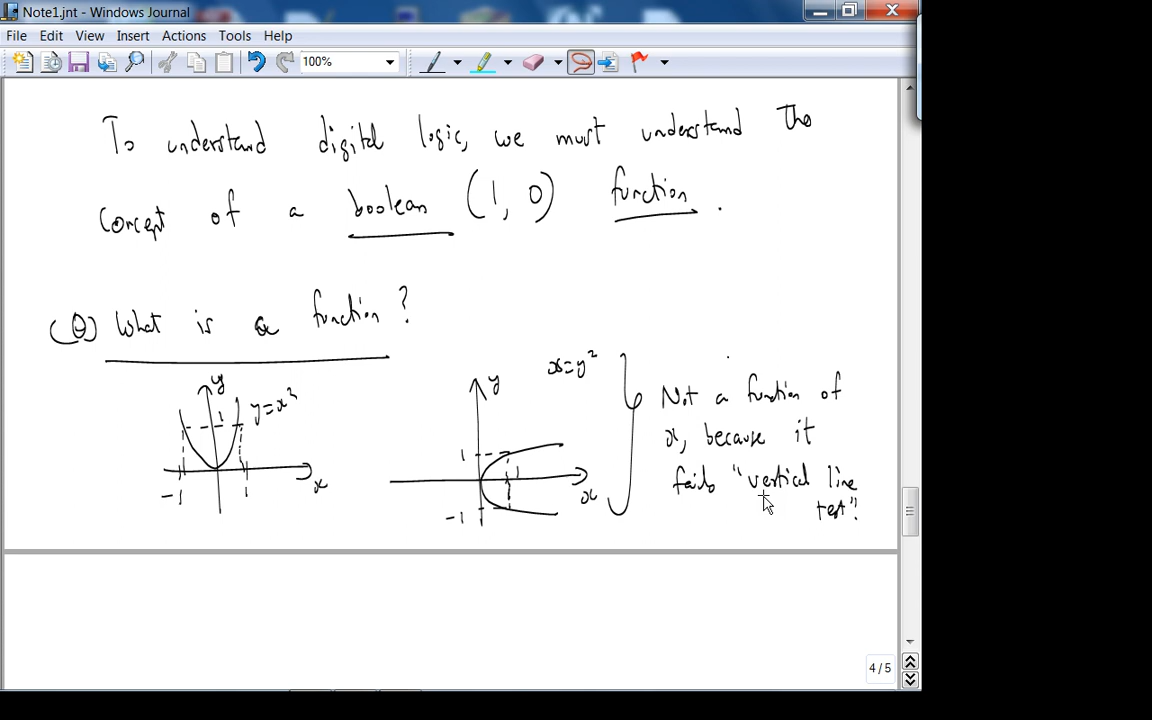 Note1.jnt - Windows Journal
File Edit View Insert Actions Tools Help
100%
To understand digital logic, we must understand the
concept of a boolean (1, 0) function.
(Q) What is a function?
y
y=x²
1
-1
1
x
y
x=y²
1
1
x
-1
Not a function of
x, because it
fails "vertical line
test".
4 / 5